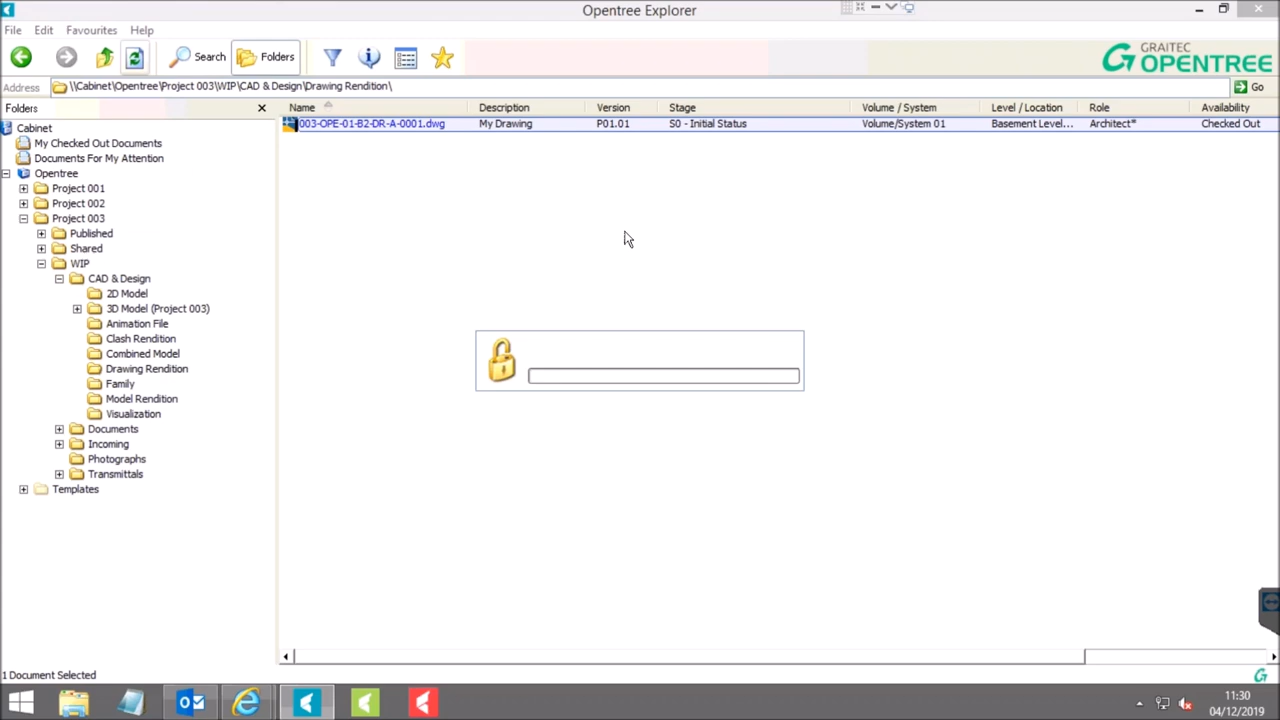 Opentree Explorer
File Edit Favourites Help
Search Folders
GRAITEC
OPENTREE
Address \\Cabinet\Opentree\Project 003\WIP\CAD & Design\Drawing Rendition\ Go
Folders
Name Description Version Stage Volume / System Level / Location Role Availability
003-OPE-01-B2-DR-A-0001.dwg My Drawing P01.01 S0 - Initial Status Volume/System 01 Basement Level... Architect* Checked Out
Cabinet
My Checked Out Documents
Documents For My Attention
Opentree
Project 001
Project 002
Project 003
Published
Shared
WIP
CAD & Design
2D Model
3D Model (Project 003)
Animation File
Clash Rendition
Combined Model
Drawing Rendition
Family
Model Rendition
Visualization
Documents
Incoming
Photographs
Transmittals
Templates
1 Document Selected
11:30
04/12/2019